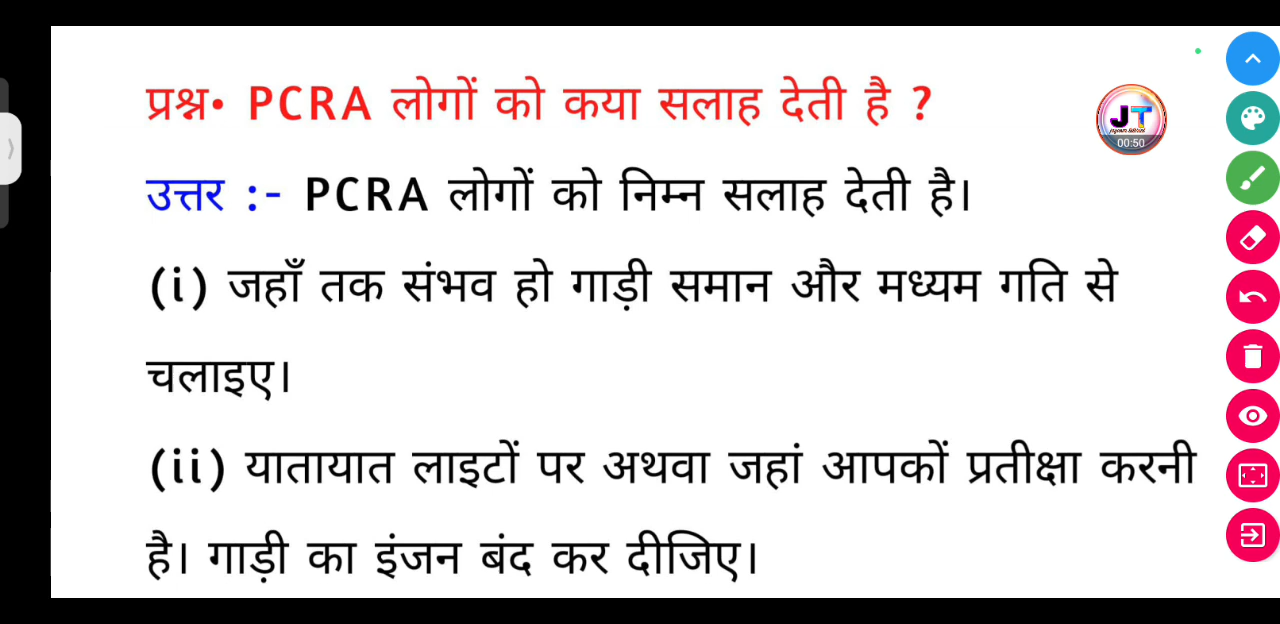 प्रश्न• PCRA लोगों को कया सलाह देती है ?
JT
00:50
उत्तर :- PCRA लोगों को निम्न सलाह देती है।
(i) जहाँ तक संभव हो गाड़ी समान और मध्यम गति से
चलाइए।
(ii) यातायात लाइटों पर अथवा जहां आपकों प्रतीक्षा करनी
है। गाड़ी का इंजन बंद कर दीजिए।